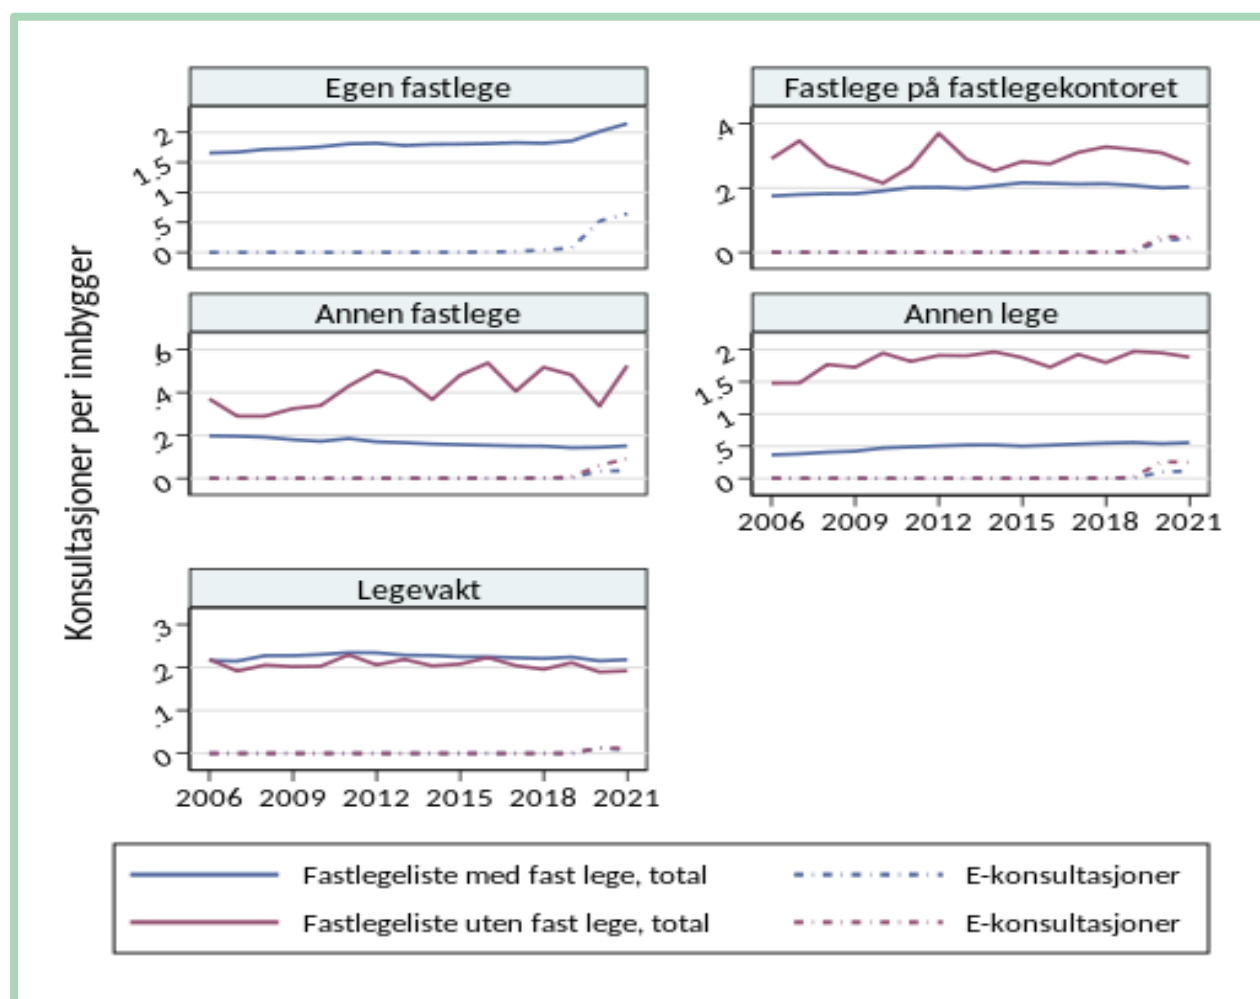 Konsultasjoner per innbygger
Egen fastlege
2
1.5
1
.5
0
Fastlege på fastlegekontoret
.4
.2
0
Annen fastlege
.6
.4
.2
0
Annen lege
2
1.5
1
.5
0
2006 2009 2012 2015 2018 2021
Legevakt
.3
.2
.1
0
2006 2009 2012 2015 2018 2021
Fastlegeliste med fast lege, total E-konsultasjoner
Fastlegeliste uten fast lege, total E-konsultasjoner